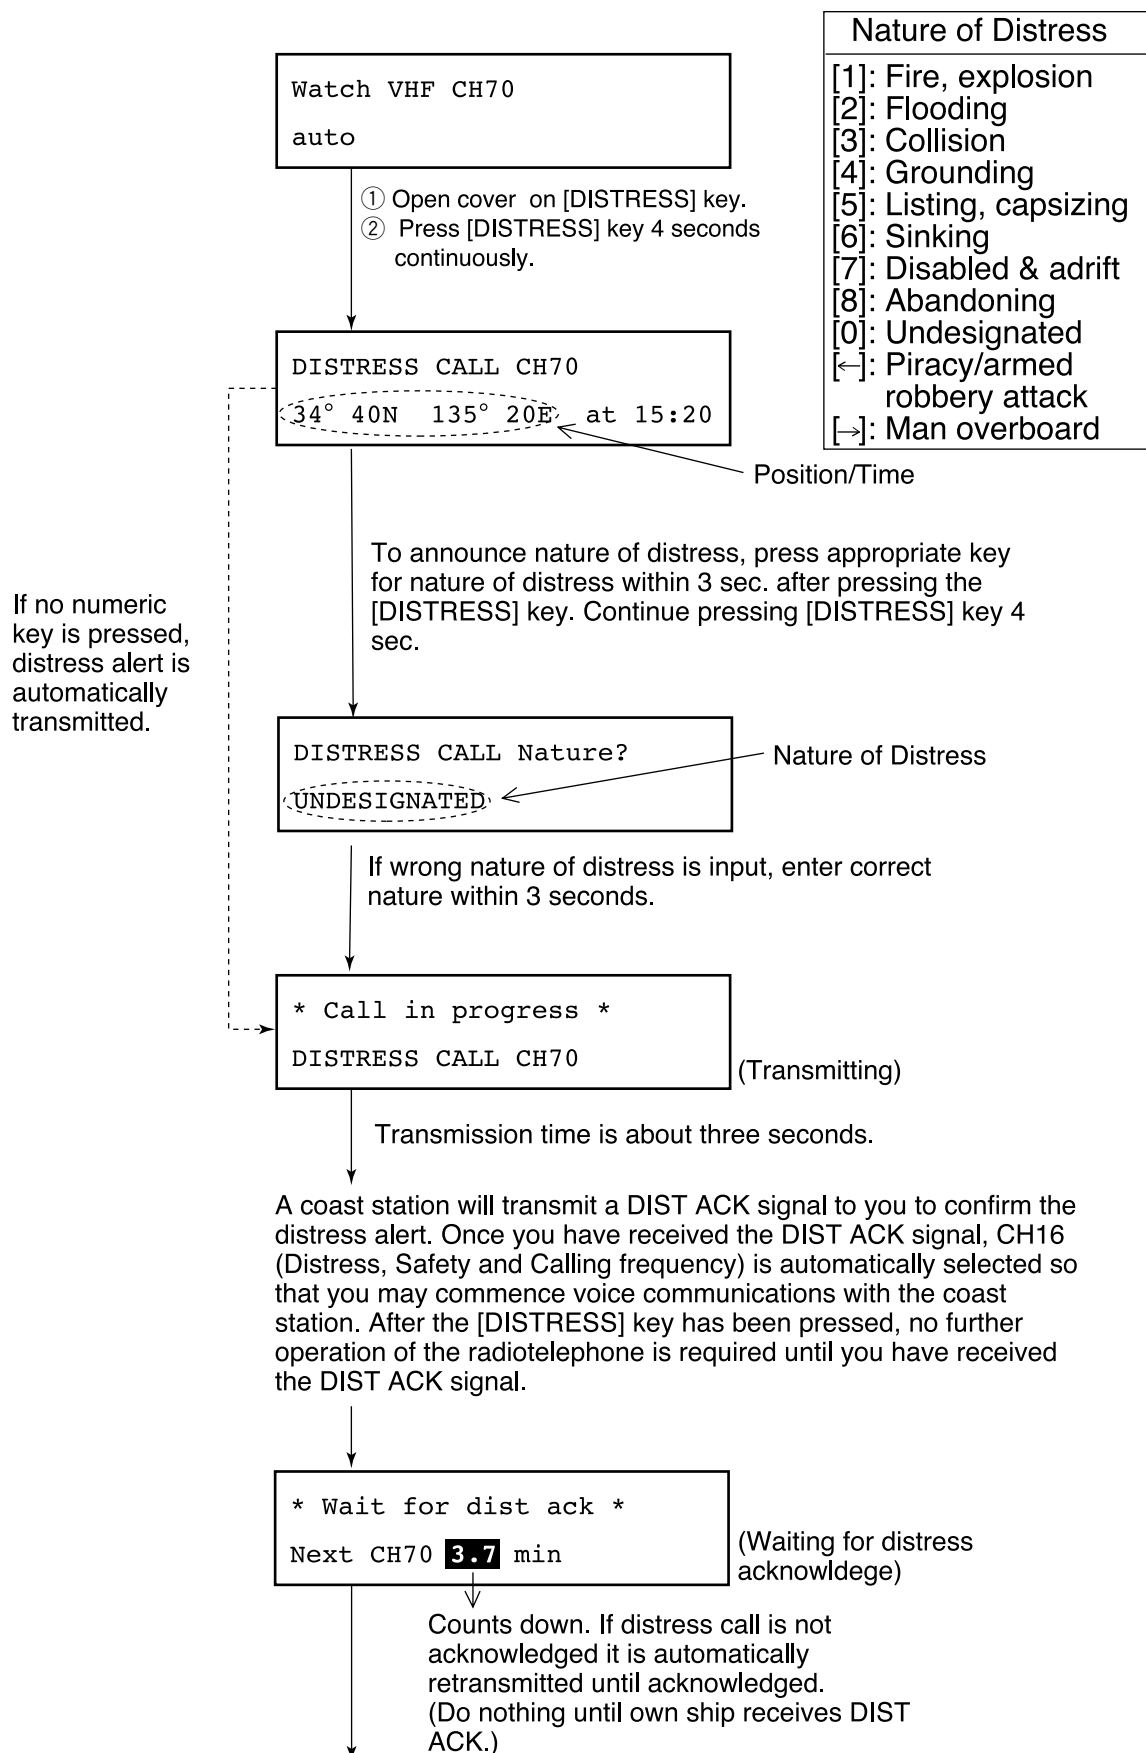 Nature of Distress
[1]: Fire, explosion
[2]: Flooding
[3]: Collision
[4]: Grounding
[5]: Listing, capsizing
[6]: Sinking
[7]: Disabled & adrift
[8]: Abandoning
[0]: Undesignated
[←]: Piracy/armed
robbery attack
[→]: Man overboard
Watch VHF CH70
auto
① Open cover on [DISTRESS] key.
② Press [DISTRESS] key 4 seconds
continuously.
DISTRESS CALL CH70
34° 40N 135° 20E at 15:20
Position/Time
To announce nature of distress, press appropriate key
for nature of distress within 3 sec. after pressing the
[DISTRESS] key. Continue pressing [DISTRESS] key 4
sec.
If no numeric
key is pressed,
distress alert is
automatically
transmitted.
DISTRESS CALL Nature?
UNDESIGNATED
Nature of Distress
If wrong nature of distress is input, enter correct
nature within 3 seconds.
* Call in progress *
DISTRESS CALL CH70
(Transmitting)
Transmission time is about three seconds.
A coast station will transmit a DIST ACK signal to you to confirm the
distress alert. Once you have received the DIST ACK signal, CH16
(Distress, Safety and Calling frequency) is automatically selected so
that you may commence voice communications with the coast
station. After the [DISTRESS] key has been pressed, no further
operation of the radiotelephone is required until you have received
the DIST ACK signal.
* Wait for dist ack *
Next CH70 3.7 min
(Waiting for distress
acknowldege)
Counts down. If distress call is not
acknowledged it is automatically
retransmitted until acknowledged.
(Do nothing until own ship receives DIST
ACK.)